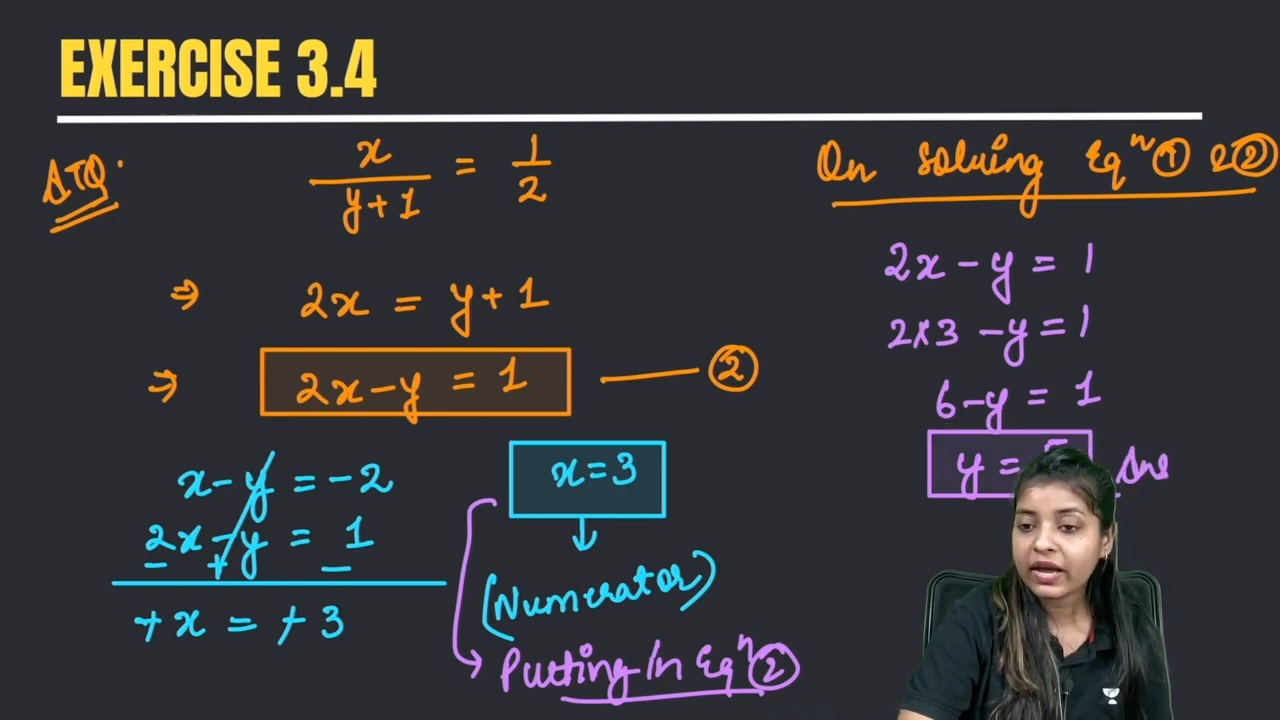 EXERCISE 3.4
ATQ.
x/(y+1) = 1/2
⇒ 2x = y+1
⇒ 2x-y = 1 —— ②
x-y = -2
2x-y = 1
- + -
+x = +3
x=3
↓
(Numerator)
→ Putting in Eqⁿ ②
On Solving Eqⁿ ① & ②
2x-y = 1
2×3-y=1
6-y = 1
y = Ans